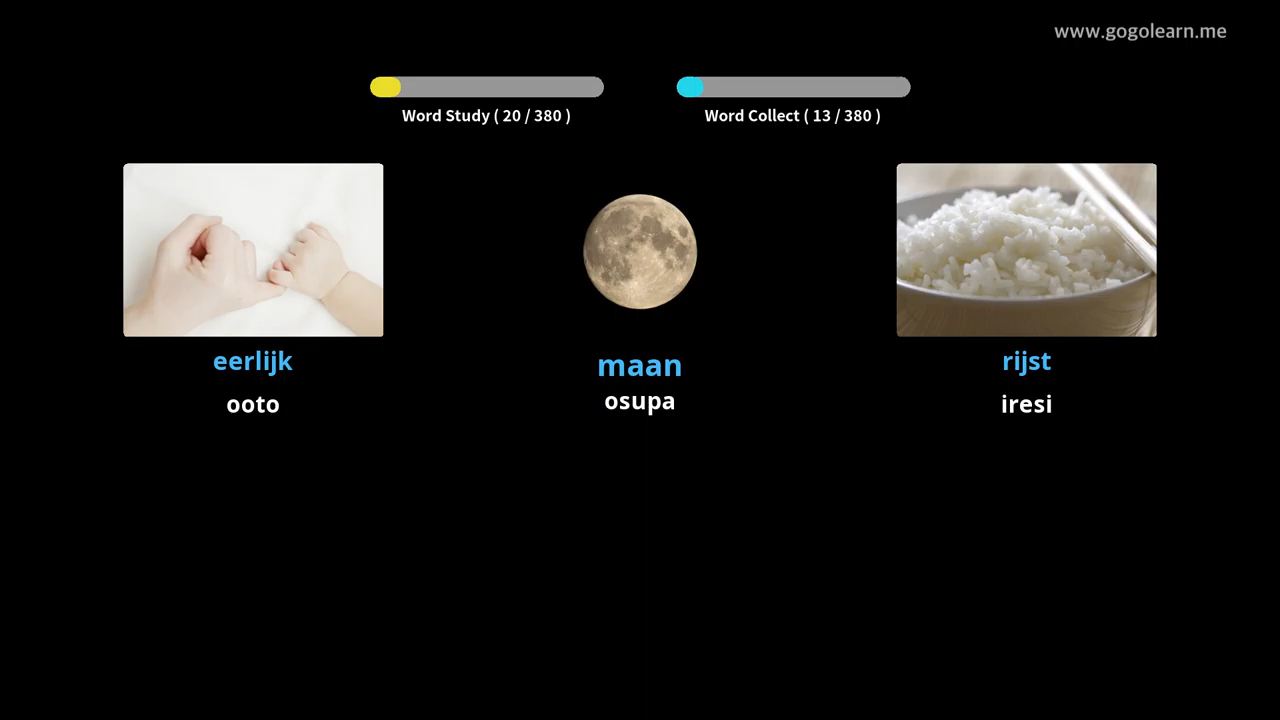 www.gogolearn.me
Word Study ( 20 / 380 )
Word Collect ( 13 / 380 )
eerlijk
ooto
maan
osupa
rijst
iresi